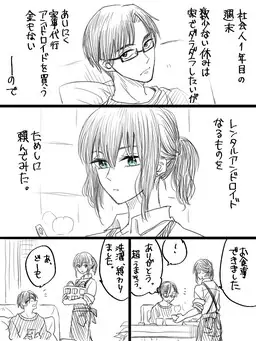 社会人1年目の
週末
数少ない休みは
家でダラダラしたいが
あいにく
家事代行
アンドロイドを買う
金もない
―ので
レンタルアンドロイド
なるものを
ためしに
頼んでみた。
お食事
できました
ありがとう、
超うまそう。
洗濯、終わり
ました。
あ、
どーも